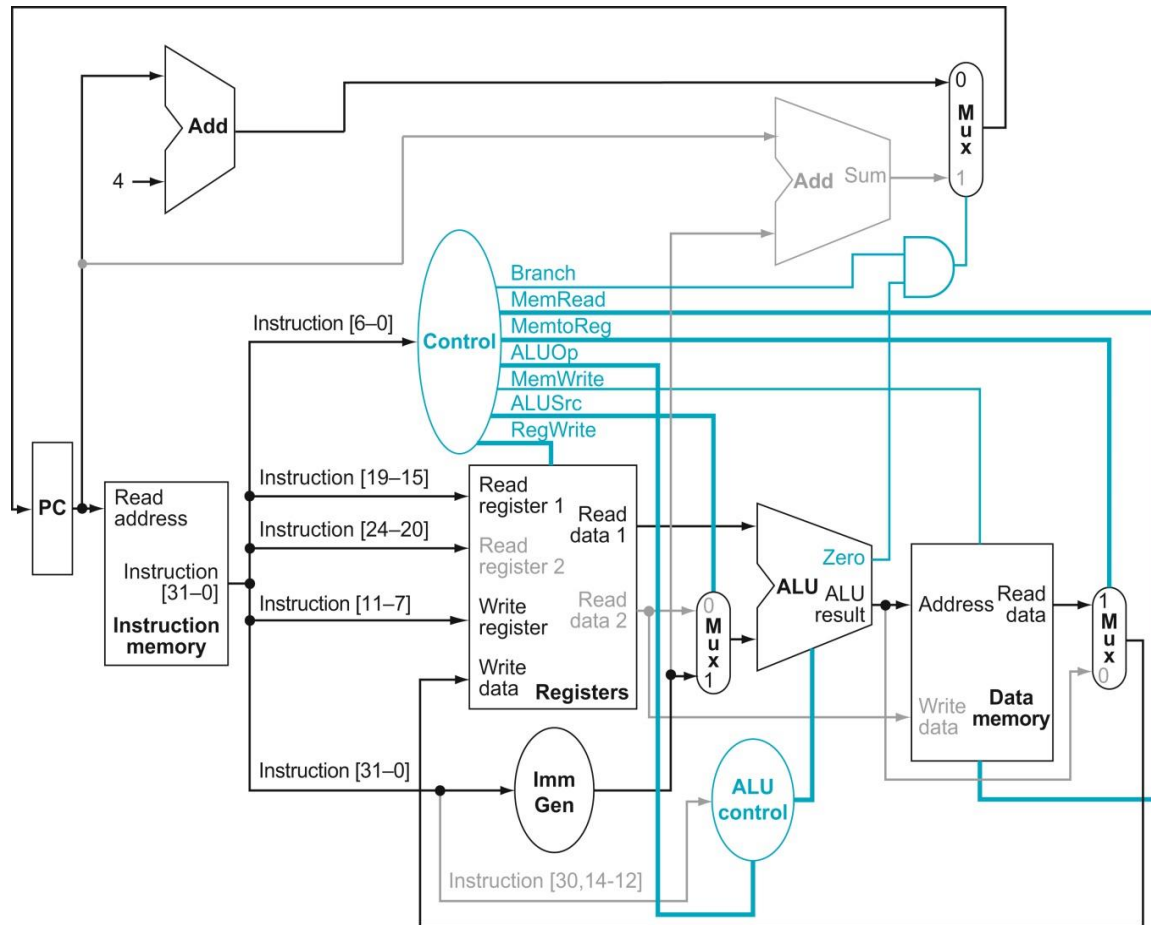 0
M
u
x
1
Add
4
Add Sum
Branch
MemRead
MemtoReg
ALUOp
MemWrite
ALUSrc
RegWrite
Control
Instruction [6–0]
PC
Read
address
Instruction
[31–0]
Instruction
memory
Instruction [19–15]
Instruction [24–20]
Instruction [11–7]
Instruction [31–0]
Read
register 1
Read
data 1
Read
register 2
Write
register
Read
data 2
Write
data
Registers
0
M
u
x
1
Zero
ALU
ALU
result
Address
Read
data
Write
data
Data
memory
1
M
u
x
0
Imm
Gen
ALU
control
Instruction [30,14-12]